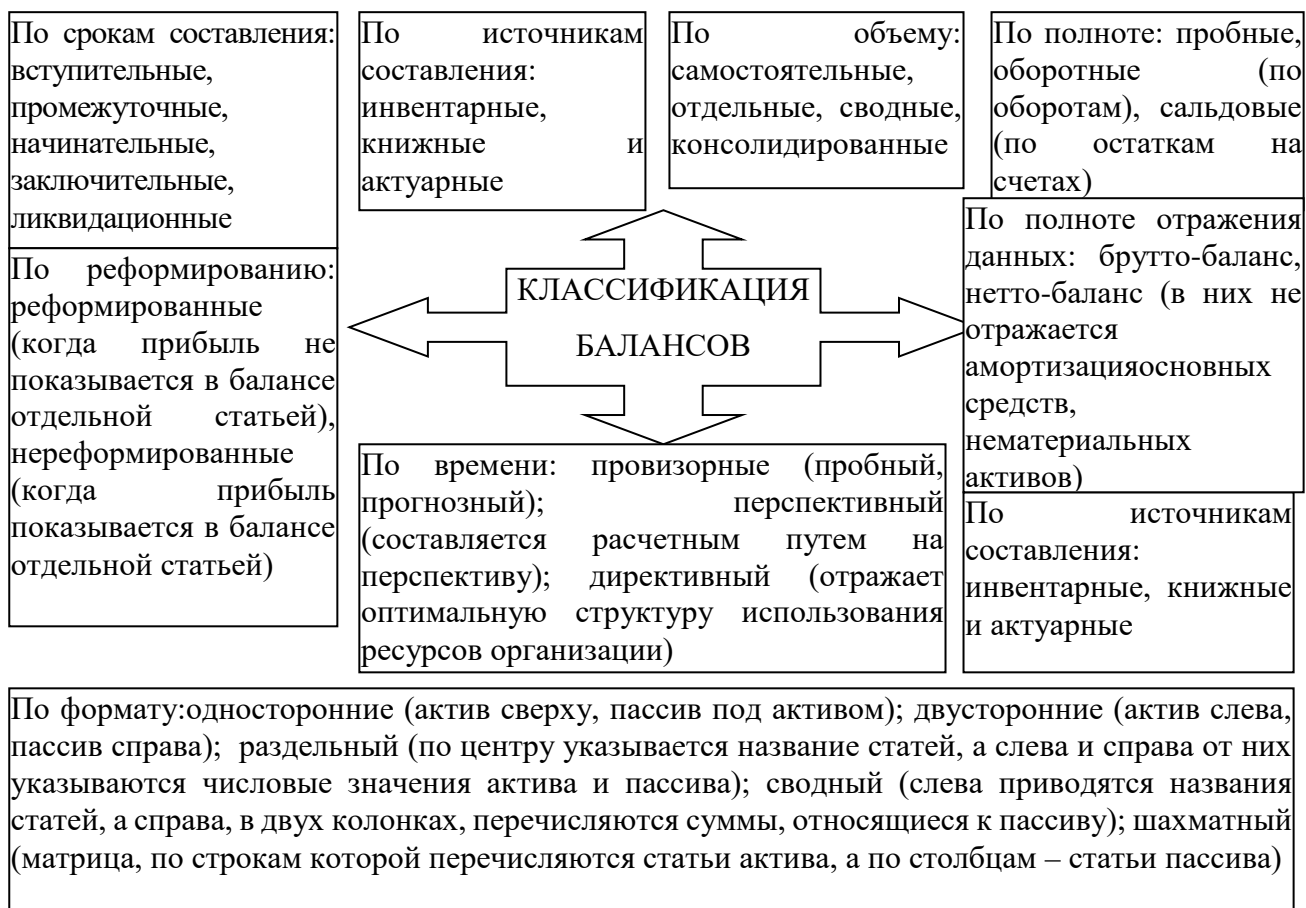 По срокам составления:
вступительные,
промежуточные,
начинательные,
заключительные,
ликвидационные
По источникам
составления:
инвентарные,
книжные и
актуарные
По объему:
самостоятельные,
отдельные, сводные,
консолидированные
По полноте: пробные,
оборотные (по
оборотам), сальдовые
(по остаткам на
счетах)
По реформированию:
реформированные
(когда прибыль не
показывается в балансе
отдельной статьей),
нереформированные
(когда прибыль
показывается в балансе
отдельной статьей)
КЛАССИФИКАЦИЯ
БАЛАНСОВ
По полноте отражения
данных: брутто-баланс,
нетто-баланс (в них не
отражается
амортизацияосновных
средств,
нематериальных
активов)
По времени: провизорные (пробный,
прогнозный); перспективный
(составляется расчетным путем на
перспективу); директивный (отражает
оптимальную структуру использования
ресурсов организации)
По источникам
составления:
инвентарные, книжные
и актуарные
По формату:односторонние (актив сверху, пассив под активом); двусторонние (актив слева,
пассив справа); раздельный (по центру указывается название статей, а слева и справа от них
указываются числовые значения актива и пассива); сводный (слева приводятся названия
статей, а справа, в двух колонках, перечисляются суммы, относящиеся к пассиву); шахматный
(матрица, по строкам которой перечисляются статьи актива, а по столбцам – статьи пассива)